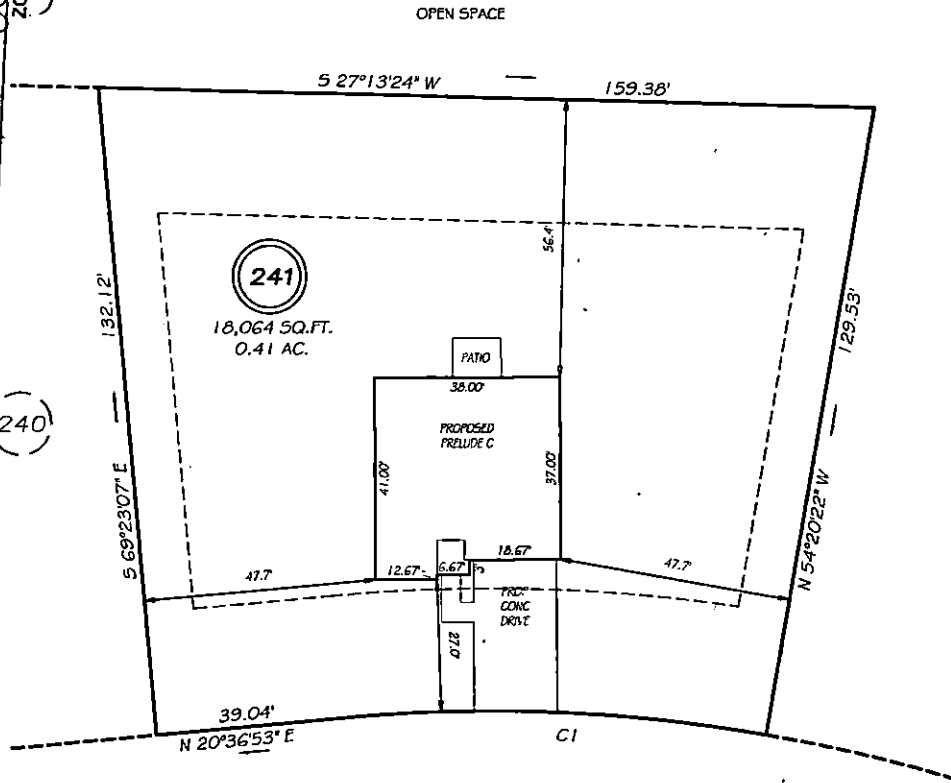 OPEN SPACE
S 27°13'24" W
159.38'
132.12'
S 69°23'07" E
129.53'
N 54°20'22" W
241
18,064 SQ.FT.
0.41 AC.
240
56.4'
PATIO
38.00'
PROPOSED
PRELUDE C
41.00'
37.00'
18.67'
12.67'
6.67'
47.7'
47.7'
CONC
DRIVE
27.0'
39.04'
N 20°36'53" E
C1